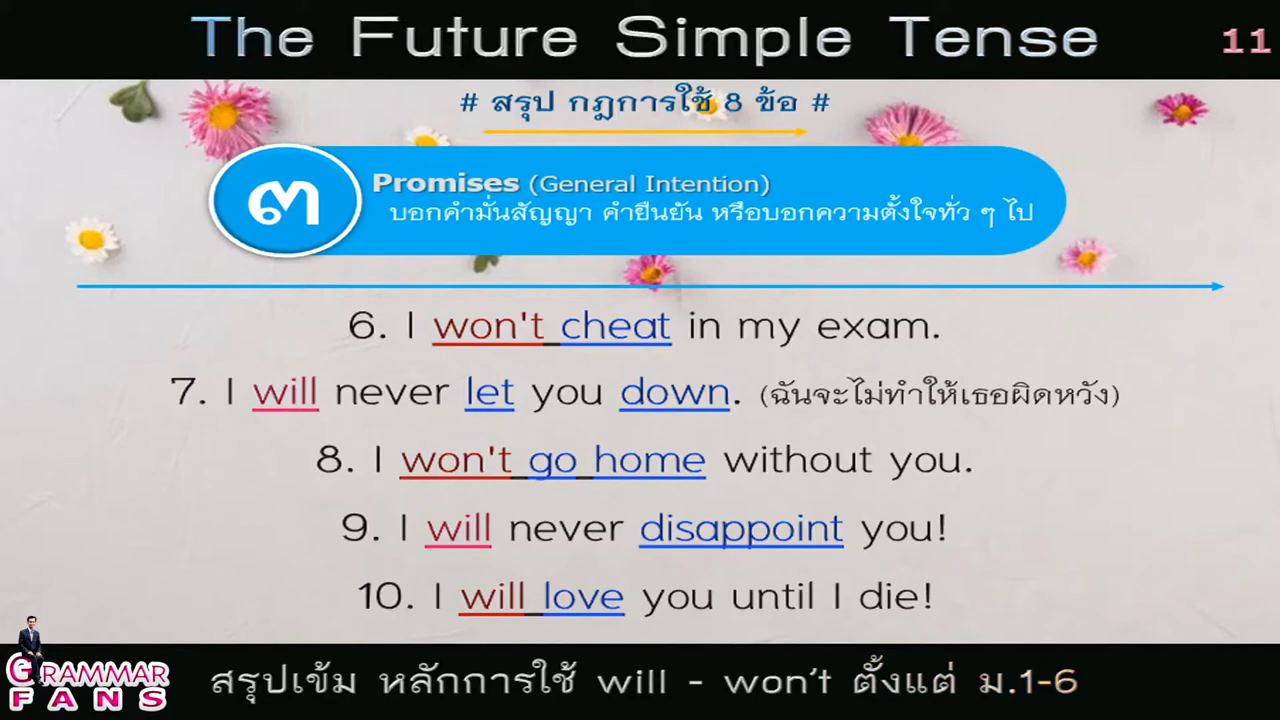 The Future Simple Tense
11
# สรุป กฎการใช้ 8 ข้อ #
๓
Promises (General Intention)
บอกคำมั่นสัญญา คำยืนยัน หรือบอกความตั้งใจทั่ว ๆ ไป
6. I won't cheat in my exam.
7. I will never let you down. (ฉันจะไม่ทำให้เธอผิดหวัง)
8. I won't go home without you.
9. I will never disappoint you!
10. I will love you until I die!
GRAMMAR
FANS
สรุปเข้ม หลักการใช้ will - won’t ตั้งแต่ ม.1-6